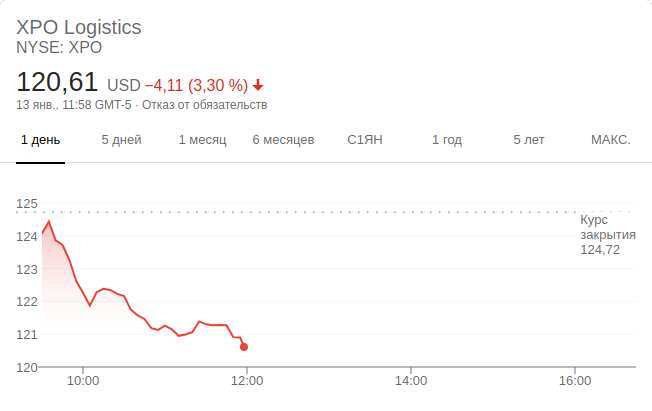 XPO Logistics
NYSE: XPO
120,61 USD −4,11 (3,30 %)
13 янв., 11:58 GMT-5 · Отказ от обязательств
1 день 5 дней 1 месяц 6 месяцев С1ЯН 1 год 5 лет МАКС.
125
Курс
закрытия
124,72
124
123
122
121
120
10:00 12:00 14:00 16:00